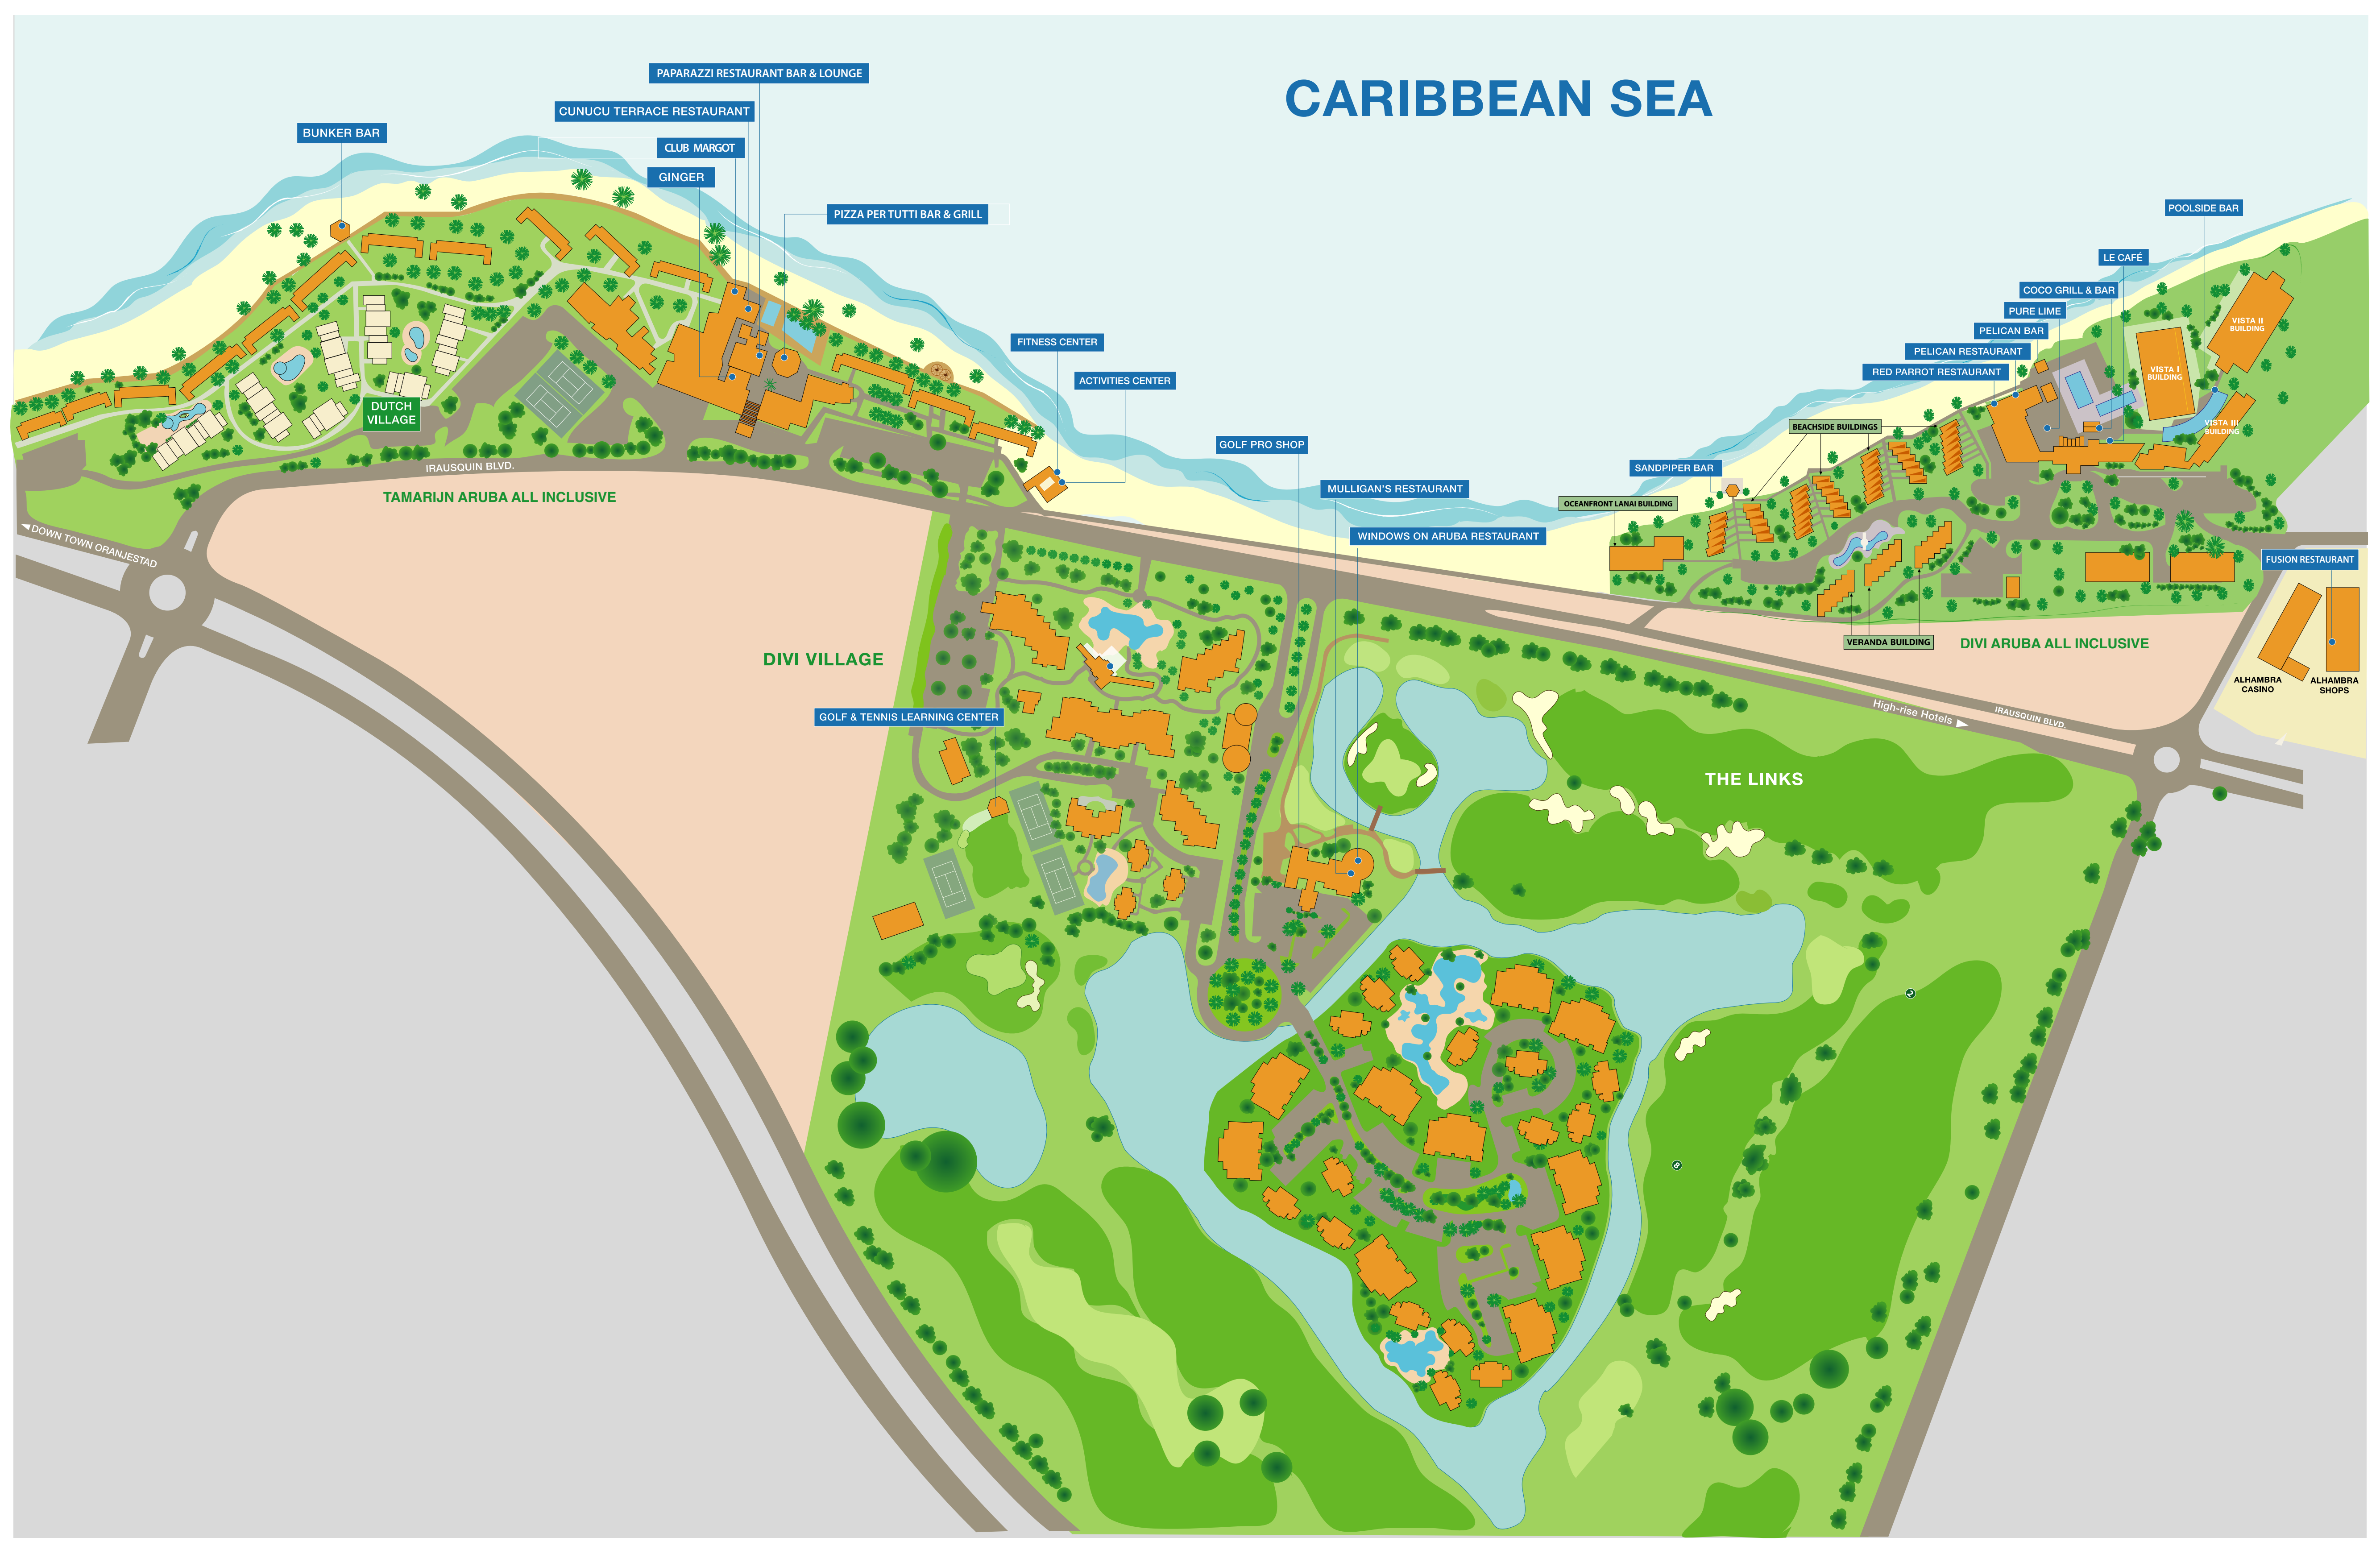 CARIBBEAN SEA
PAPARAZZI RESTAURANT BAR & LOUNGE
CUNUCU TERRACE RESTAURANT
BUNKER BAR
CLUB MARGOT
GINGER
PIZZA PER TUTTI BAR & GRILL
FITNESS CENTER
ACTIVITIES CENTER
DUTCH
VILLAGE
IRAUSQUIN BLVD.
TAMARIJN ARUBA ALL INCLUSIVE
DOWN TOWN ORANJESTAD
POOLSIDE BAR
LE CAFÉ
COCO GRILL & BAR
PURE LIME
PELICAN BAR
PELICAN RESTAURANT
RED PARROT RESTAURANT
VISTA II
BUILDING
VISTA I
BUILDING
VISTA III
BUILDING
BEACHSIDE BUILDINGS
SANDPIPER BAR
OCEANFRONT LANAI BUILDING
GOLF PRO SHOP
MULLIGAN'S RESTAURANT
WINDOWS ON ARUBA RESTAURANT
FUSION RESTAURANT
VERANDA BUILDING
DIVI ARUBA ALL INCLUSIVE
ALHAMBRA
CASINO
ALHAMBRA
SHOPS
DIVI VILLAGE
GOLF & TENNIS LEARNING CENTER
High-rise Hotels
IRAUSQUIN BLVD.
THE LINKS